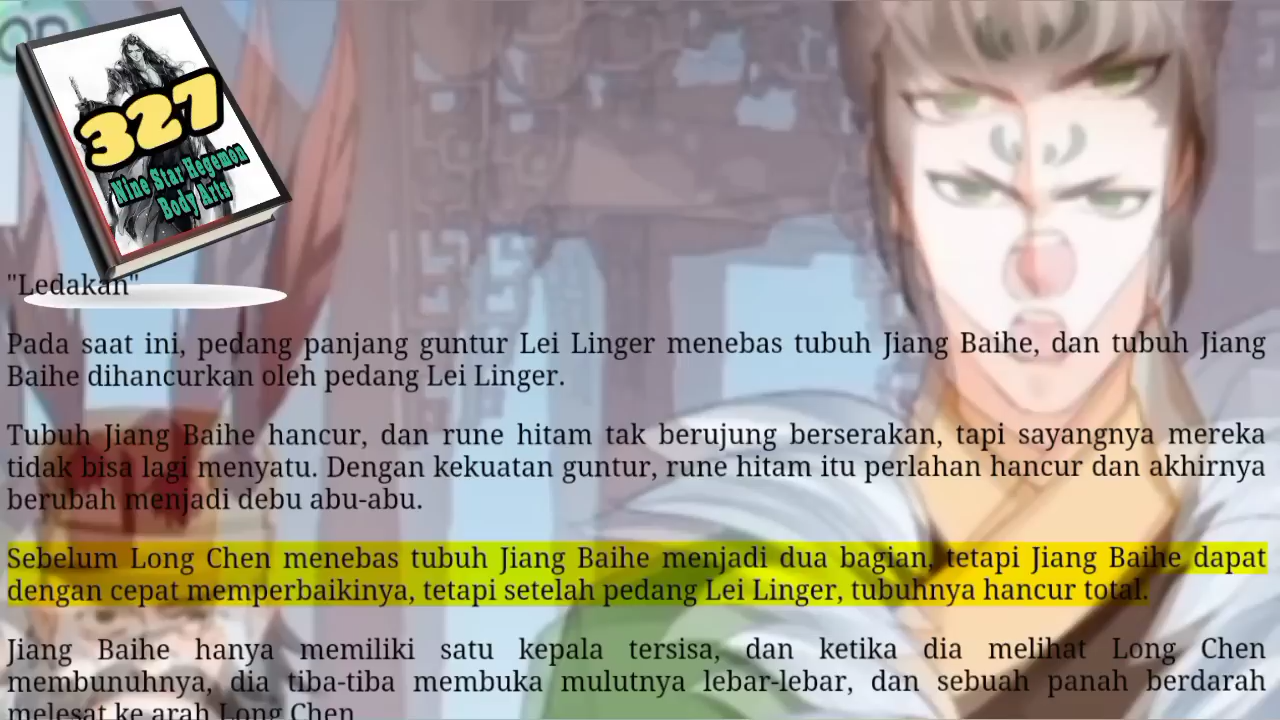 327
Nine Star Hegemon
Body Arts
"Ledakan"
Pada saat ini, pedang panjang guntur Lei Linger menebas tubuh Jiang Baihe, dan tubuh Jiang
Baihe dihancurkan oleh pedang Lei Linger.
Tubuh Jiang Baihe hancur, dan rune hitam tak berujung berserakan, tapi sayangnya mereka
tidak bisa lagi menyatu. Dengan kekuatan guntur, rune hitam itu perlahan hancur dan akhirnya
berubah menjadi debu abu-abu.
Sebelum Long Chen menebas tubuh Jiang Baihe menjadi dua bagian, tetapi Jiang Baihe dapat
dengan cepat memperbaikinya, tetapi setelah pedang Lei Linger, tubuhnya hancur total.
Jiang Baihe hanya memiliki satu kepala tersisa, dan ketika dia melihat Long Chen
membunuhnya, dia tiba-tiba membuka mulutnya lebar-lebar, dan sebuah panah berdarah
melesat ke arah Long Chen